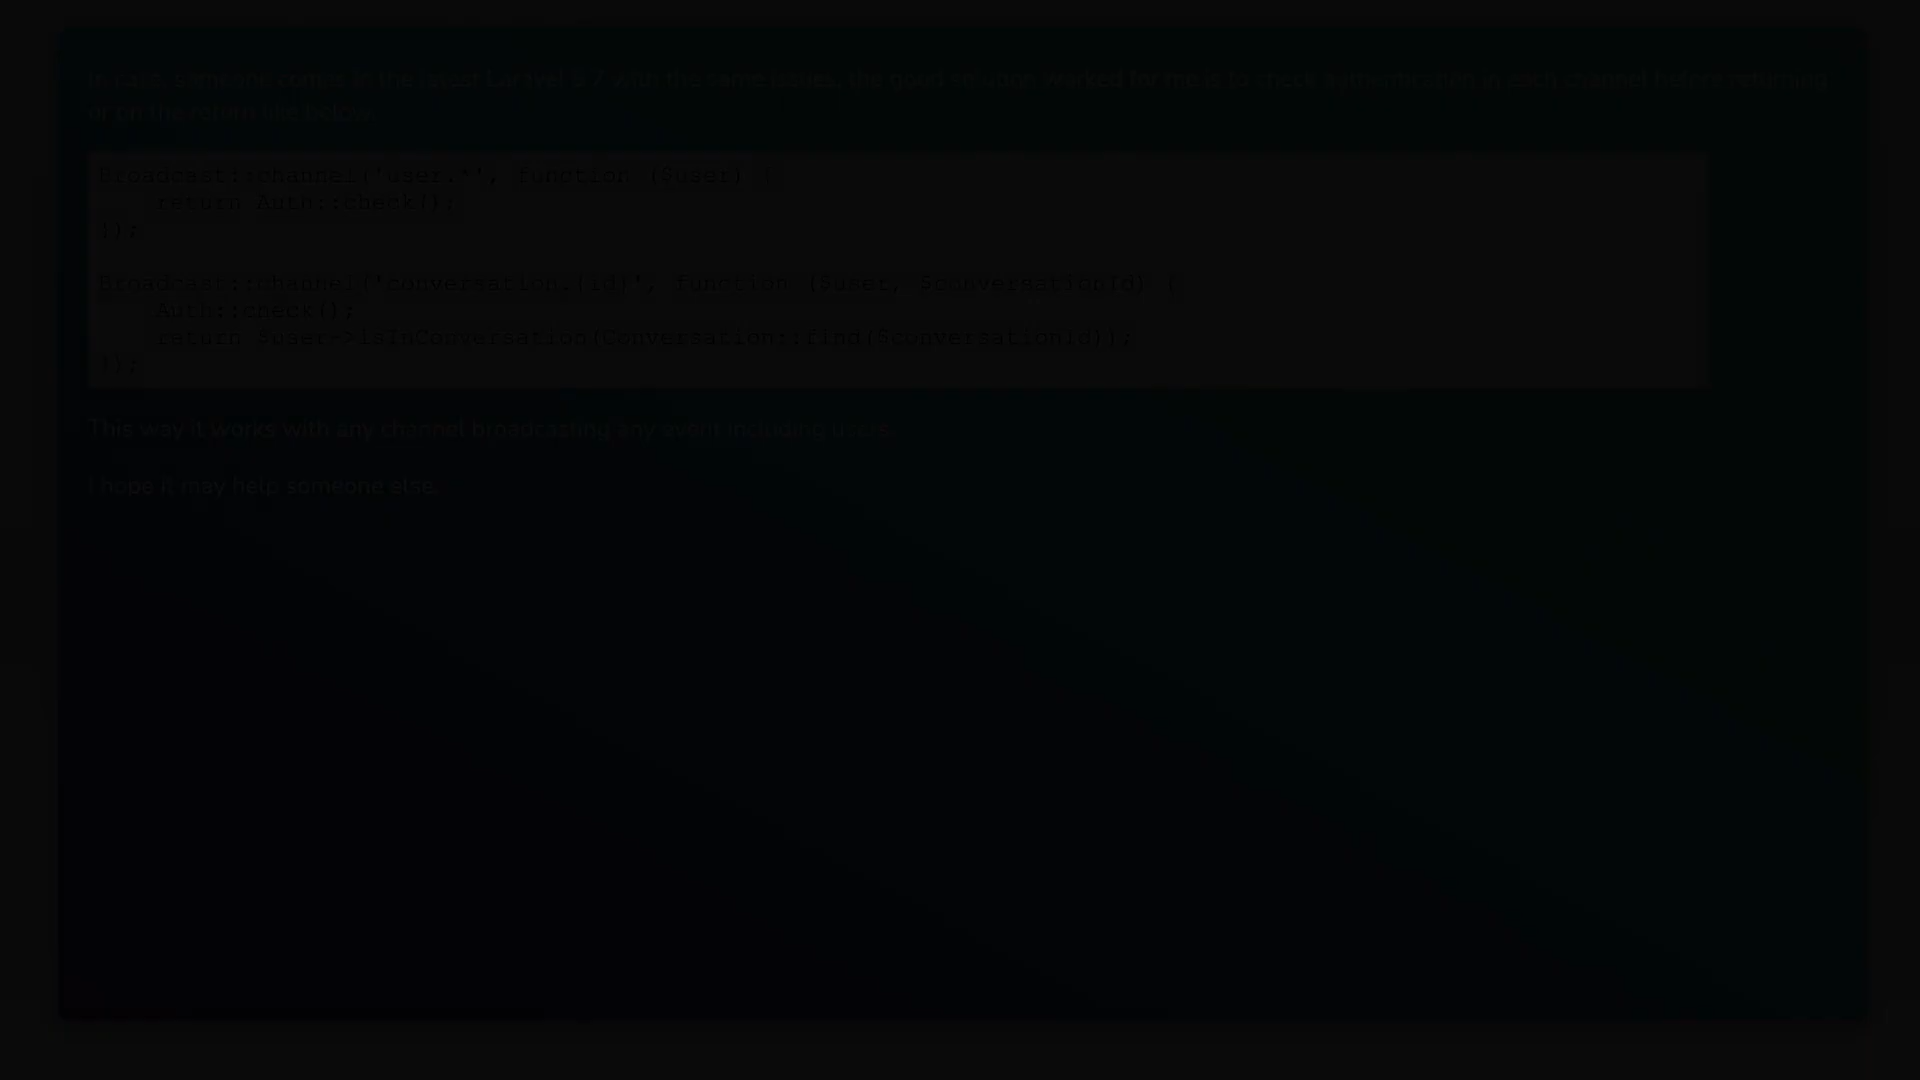 In case, someone comes in the latest Laravel 5.7 with the same issues, the good solution worked for me is to check authentication in each channel before returning
or on the return like below.
Broadcast::channel('user.*', function ($user) {
    return Auth::check();
});
Broadcast::channel('conversation.{id}', function ($user, $conversationId) {
    Auth::check();
    return $user->isInConversation(Conversation::find($conversationId));
});
This way it works with any channel broadcasting any event including users.
I hope it may help someone else.